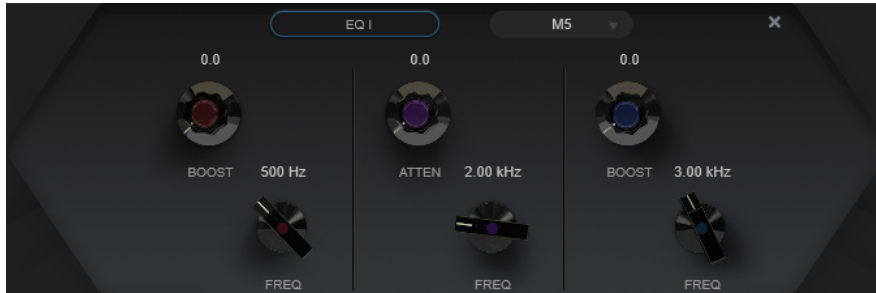 EQ I
M5
0.0
0.0
0.0
BOOST 500 Hz
ATTEN 2.00 kHz
BOOST 3.00 kHz
FREQ
FREQ
FREQ